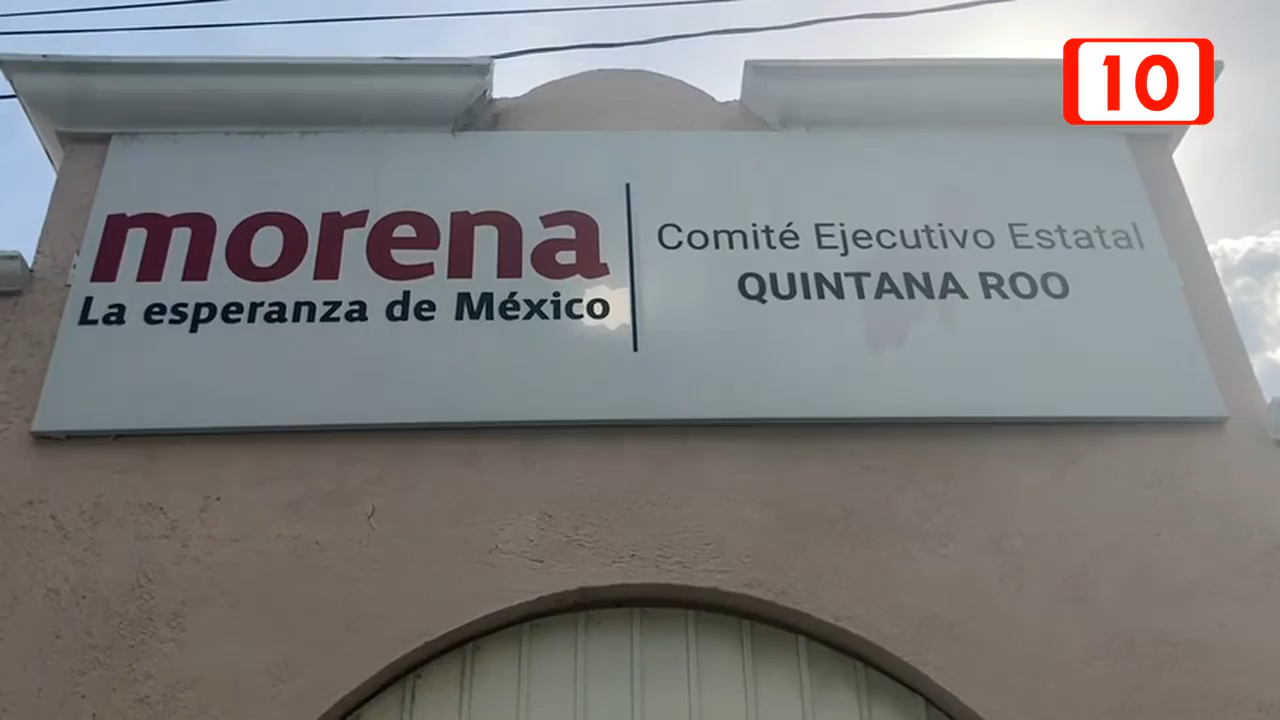 10
morena
La esperanza de México
Comité Ejecutivo Estatal
QUINTANA ROO